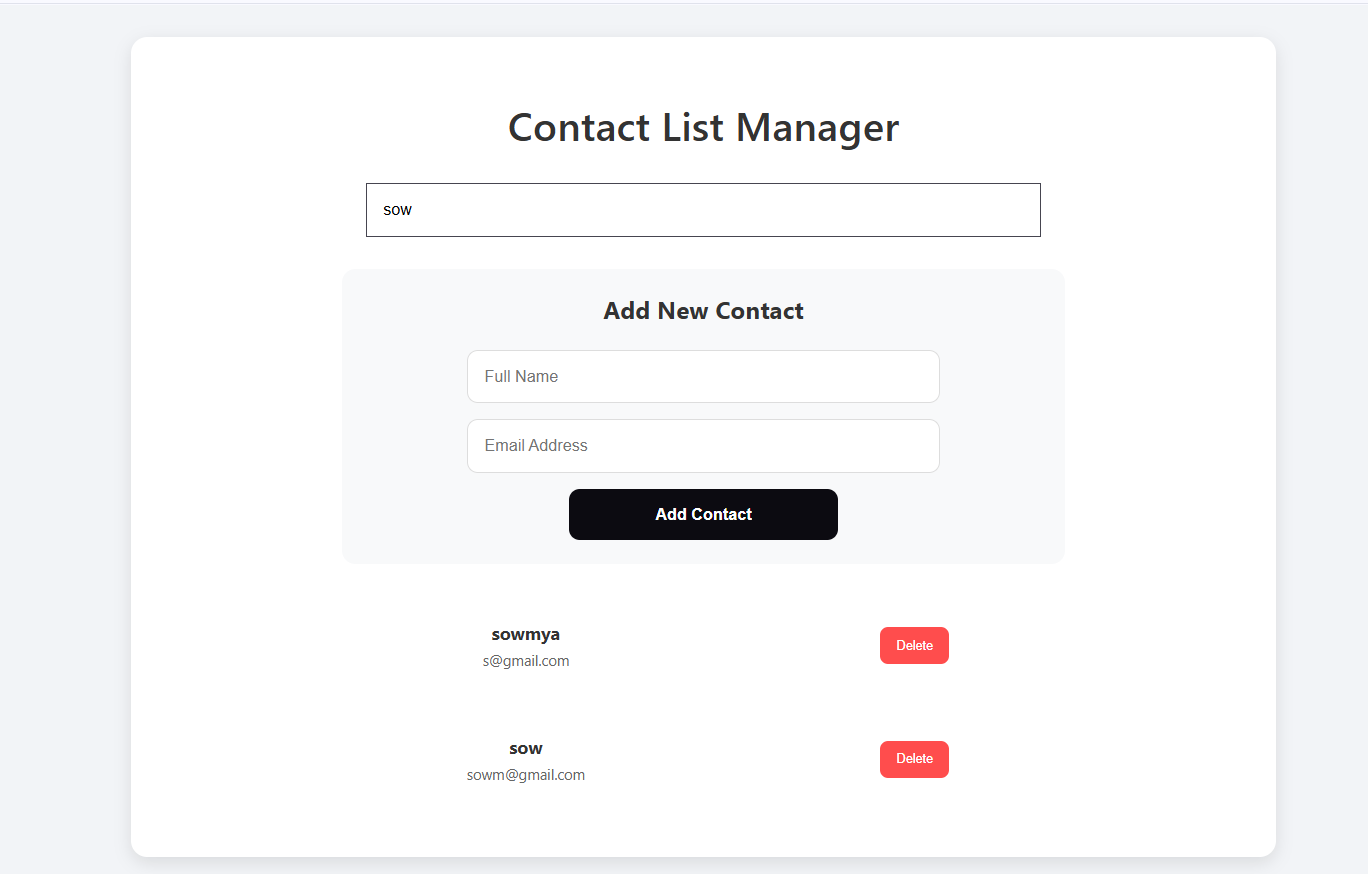 Contact List Manager
sow
Add New Contact
Full Name
Email Address
Add Contact
sowmya
s@gmail.com
Delete
sow
sowm@gmail.com
Delete